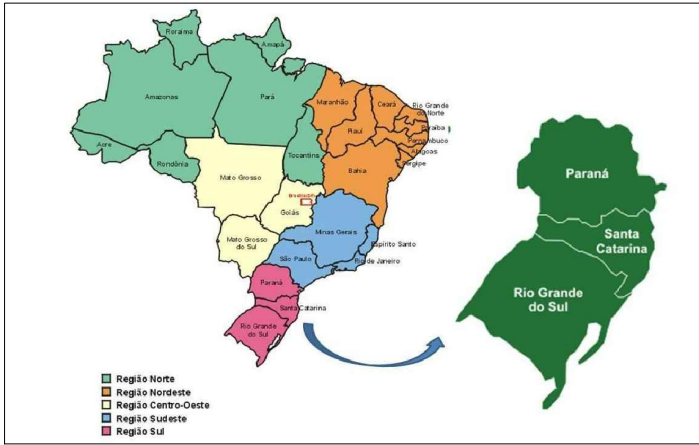 Roraima
Amapá
Amazonas
Pará
Maranhão
Ceará
Rio Grande
do Norte
Paraíba
Piauí
Pernambuco
Acre
Alagoas
Sergipe
Rondônia
Tocantins
Bahia
Mato Grosso
Goiás
Minas Gerais
Mato Grosso
do Sul
Espírito Santo
São Paulo
Rio de Janeiro
Paraná
Santa Catarina
Rio Grande
do Sul
Paraná
Santa
Catarina
Rio Grande
do Sul
Região Norte
Região Nordeste
Região Centro-Oeste
Região Sudeste
Região Sul